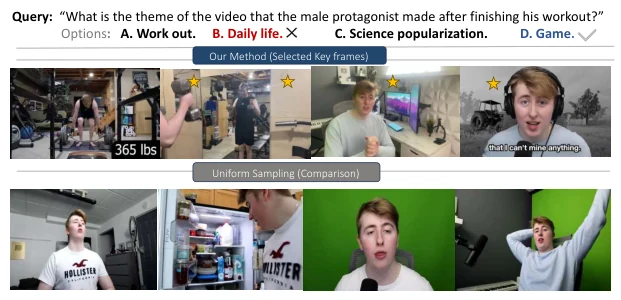 Query: “What is the theme of the video that the male protagonist made after finishing his workout?”
Options: A. Work out. B. Daily life. C. Science popularization. D. Game.
Our Method (Selected Key frames)
365 lbs
that I can't mine anything.
Uniform Sampling (Comparison)
HOLLISTER
CALIFORNIA
HOLLISTER